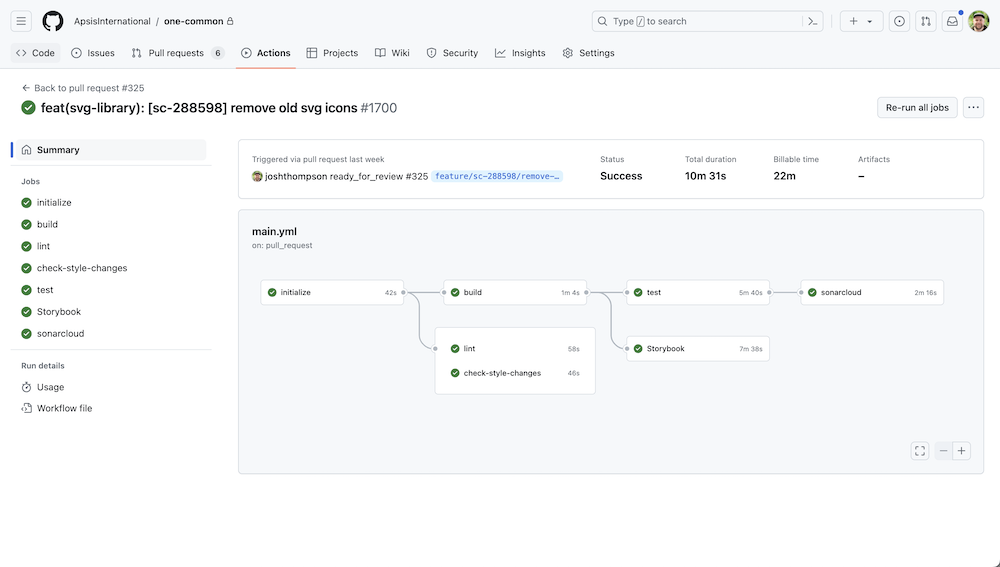 ApsisInternational / one-common
Type / to search
Code
Issues
Pull requests 6
Actions
Projects
Wiki
Security
Insights
Settings
Back to pull request #325
feat(svg-library): [sc-288598] remove old svg icons #1700
Re-run all jobs
Summary
Jobs
initialize
build
lint
check-style-changes
test
Storybook
sonarcloud
Run details
Usage
Workflow file
Triggered via pull request last week
joshthompson ready_for_review #325 feature/sc-288598/remove-…
Status
Success
Total duration
10m 31s
Billable time
22m
Artifacts
–
main.yml
on: pull_request
initialize 42s
build 1m 4s
test 5m 40s
sonarcloud 2m 16s
lint 58s
check-style-changes 46s
Storybook 7m 38s